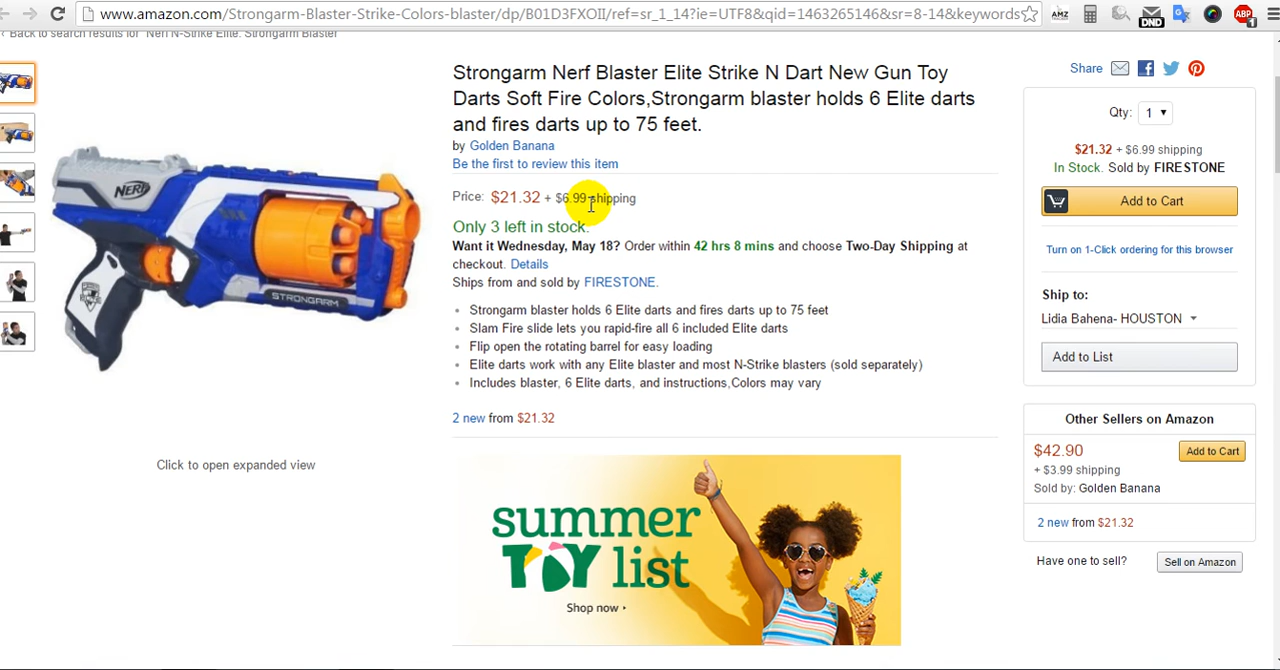 www.amazon.com/Strongarm-Blaster-Strike-Colors-blaster/dp/B01D3FXOII/ref=sr_1_14?ie=UTF8&qid=1463265146&sr=8-14&keywords
AMZ
DND
ABP
1
‹ Back to search results for "Nerf N-Strike Elite: Strongarm Blaster"
Strongarm Nerf Blaster Elite Strike N Dart New Gun Toy
Darts Soft Fire Colors,Strongarm blaster holds 6 Elite darts
and fires darts up to 75 feet.
by Golden Banana
Be the first to review this item
Price: $21.32 + $6.99 shipping
Only 3 left in stock.
Want it Wednesday, May 18? Order within 42 hrs 8 mins and choose Two-Day Shipping at
checkout. Details
Ships from and sold by FIRESTONE.
• Strongarm blaster holds 6 Elite darts and fires darts up to 75 feet
• Slam Fire slide lets you rapid-fire all 6 included Elite darts
• Flip open the rotating barrel for easy loading
• Elite darts work with any Elite blaster and most N-Strike blasters (sold separately)
• Includes blaster, 6 Elite darts, and instructions,Colors may vary
2 new from $21.32
NERF
STRONGARM
Click to open expanded view
summer
TOY list
Shop now ›
Share
Qty: 1
$21.32 + $6.99 shipping
In Stock. Sold by FIRESTONE
Add to Cart
Turn on 1-Click ordering for this browser
Ship to:
Lidia Bahena- HOUSTON
Add to List
Other Sellers on Amazon
$42.90
Add to Cart
+ $3.99 shipping
Sold by: Golden Banana
2 new from $21.32
Have one to sell?
Sell on Amazon